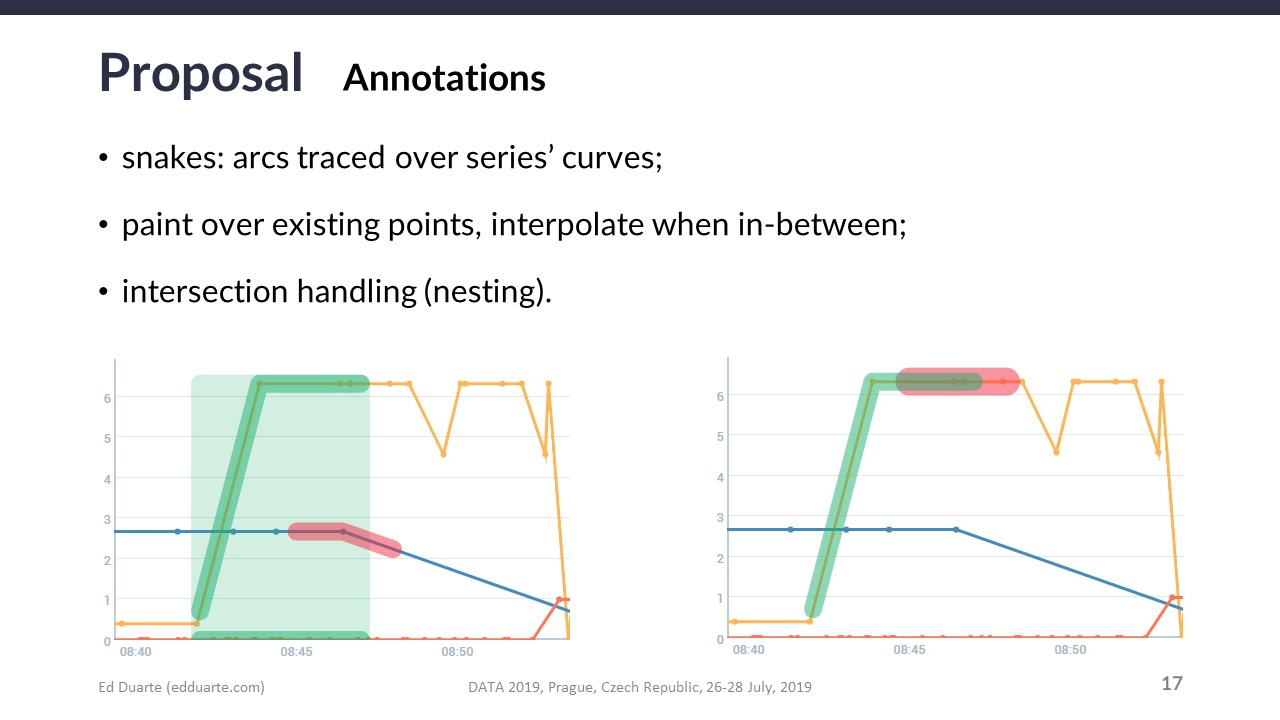 Proposal Annotations
• snakes: arcs traced over series’ curves;
• paint over existing points, interpolate when in-between;
• intersection handling (nesting).
6
5
4
3
2
1
0
08:40 08:45 08:50
6
5
4
3
2
1
0
08:40 08:45 08:50
Ed Duarte (edduarte.com) DATA 2019, Prague, Czech Republic, 26-28 July, 2019 17